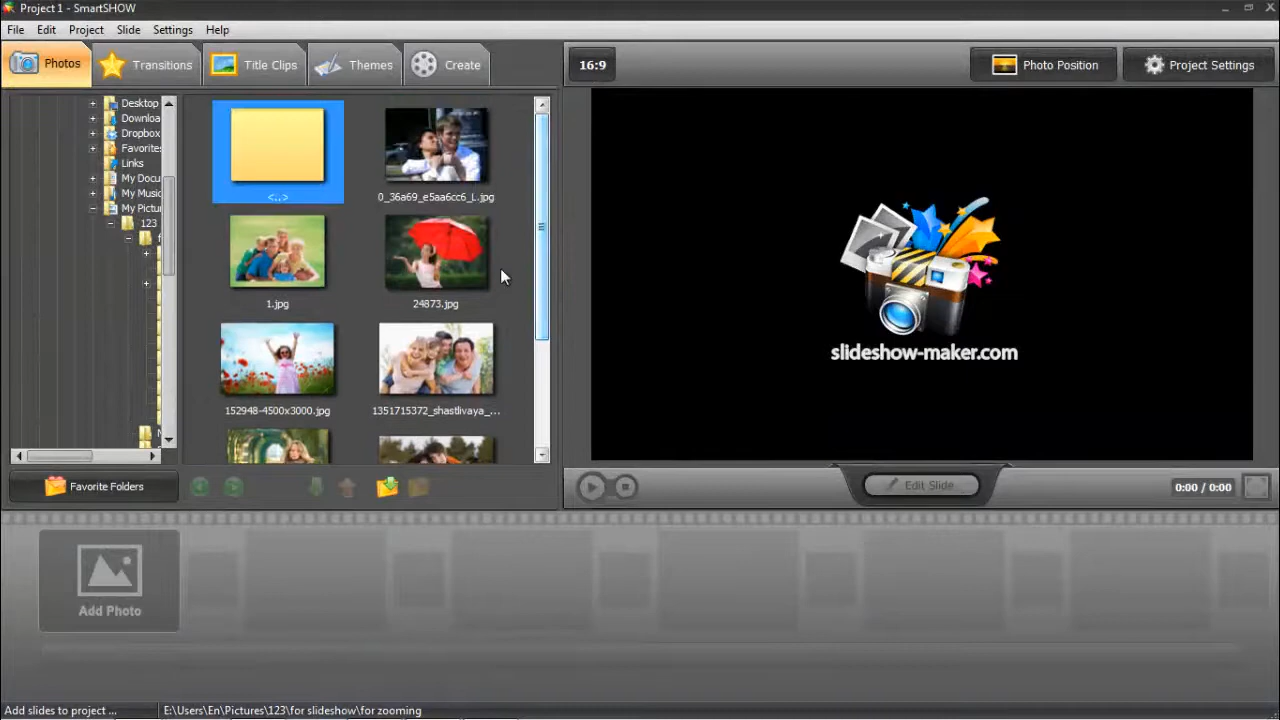 Project 1 - SmartSHOW
File Edit Project Slide Settings Help
Photos Transitions Title Clips Themes Create
16:9 Photo Position Project Settings
Desktop
Downloa
Dropbox
Favorites
Links
My Docu
My Music
My Pictur
123
f
<..>
0_36a69_e5aa6cc6_L.jpg
1.jpg
24873.jpg
152948-4500x3000.jpg
1351715372_shastlivaya_...
slideshow-maker.com
Favorite Folders
Edit Slide
0:00 / 0:00
Add Photo
Add slides to project ... E:\Users\En\Pictures\123\for slideshow\for zooming